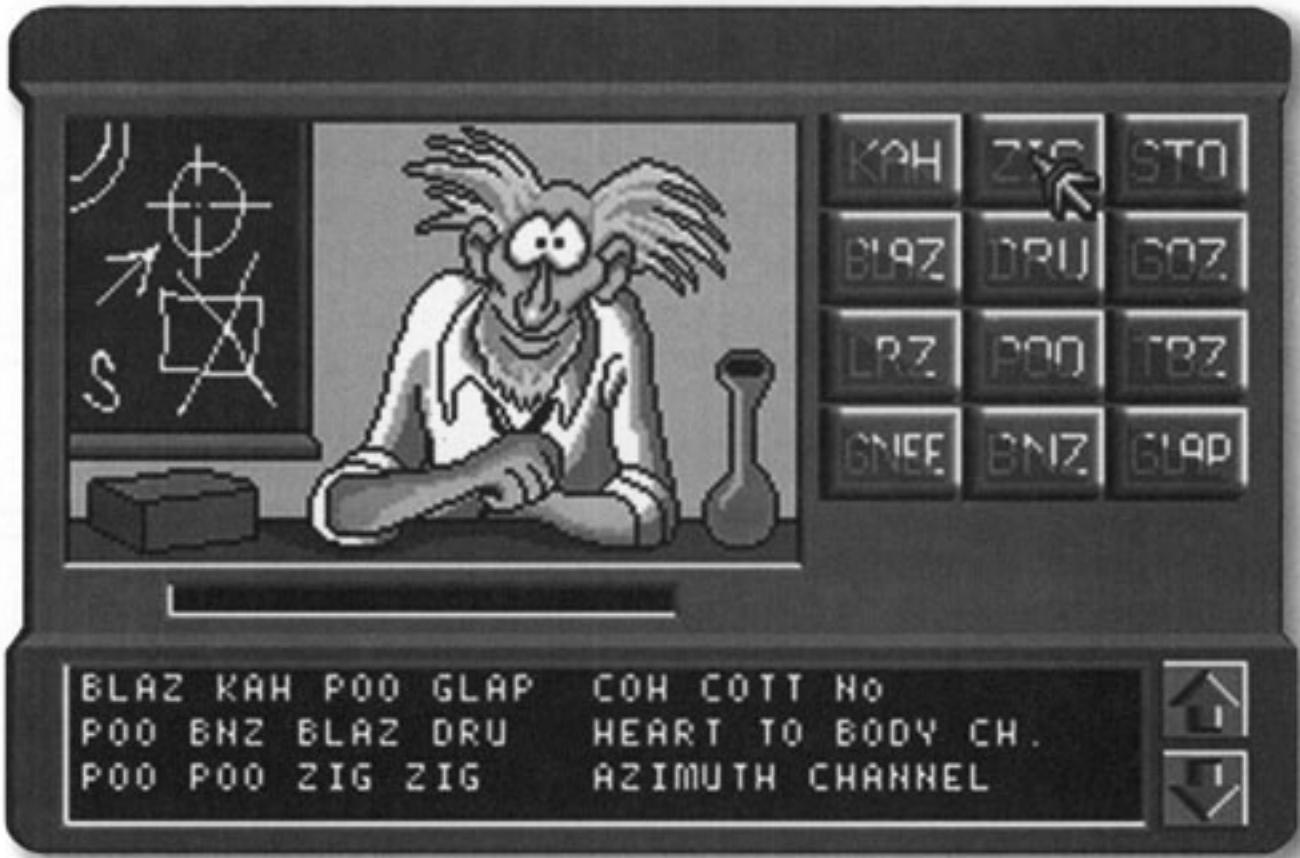 S
KAH ZIG STO
BLAZ DRU GOZ
LRZ POO TBZ
GNEE BNZ GLAP
BLAZ KAH POO GLAP COH COTT No
POO BNZ BLAZ DRU HEART TO BODY CH.
POO POO ZIG ZIG AZIMUTH CHANNEL